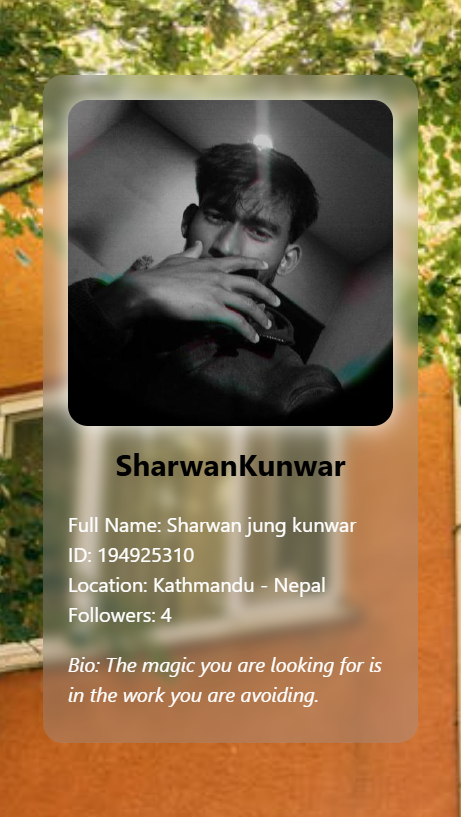 SharwanKunwar
Full Name: Sharwan jung kunwar
ID: 194925310
Location: Kathmandu - Nepal
Followers: 4
Bio: The magic you are looking for is
in the work you are avoiding.